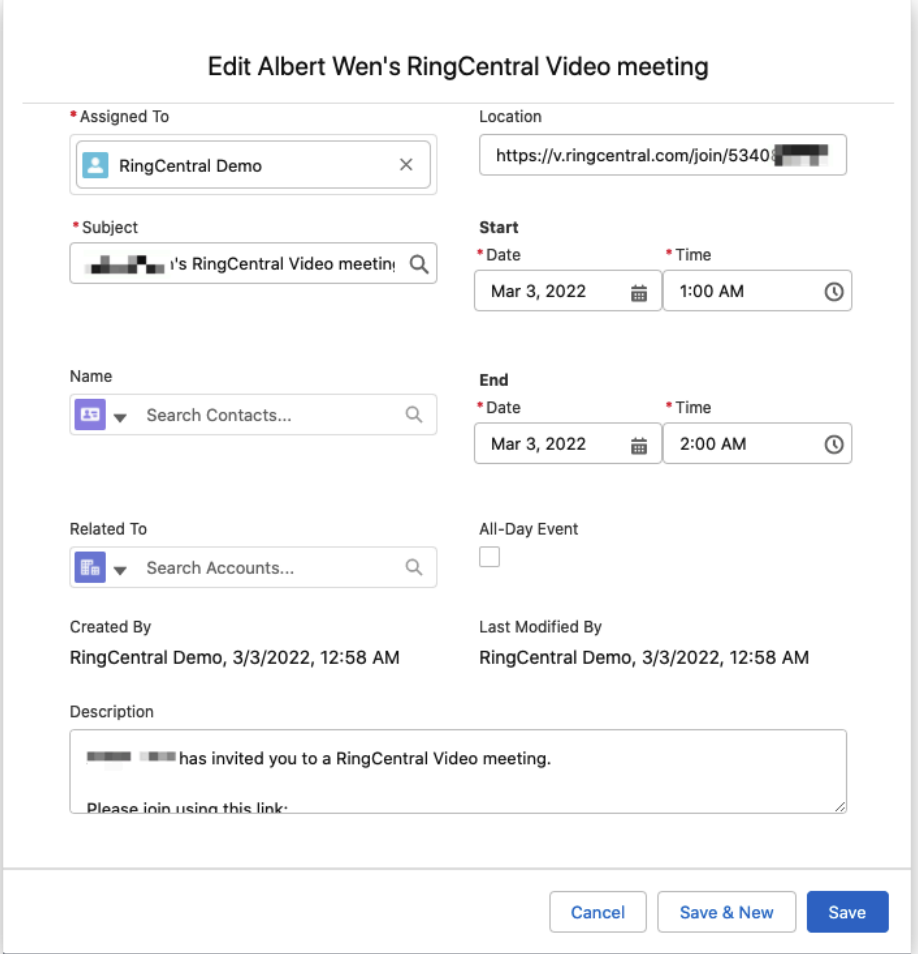 Edit Albert Wen's RingCentral Video meeting
* Assigned To
RingCentral Demo
Location
https://v.ringcentral.com/join/5340
* Subject
's RingCentral Video meeting
Start
* Date
* Time
Mar 3, 2022
1:00 AM
Name
Search Contacts...
End
* Date
* Time
Mar 3, 2022
2:00 AM
Related To
Search Accounts...
All-Day Event
Created By
RingCentral Demo, 3/3/2022, 12:58 AM
Last Modified By
RingCentral Demo, 3/3/2022, 12:58 AM
Description
has invited you to a RingCentral Video meeting.
Please join using this link:
Cancel
Save & New
Save